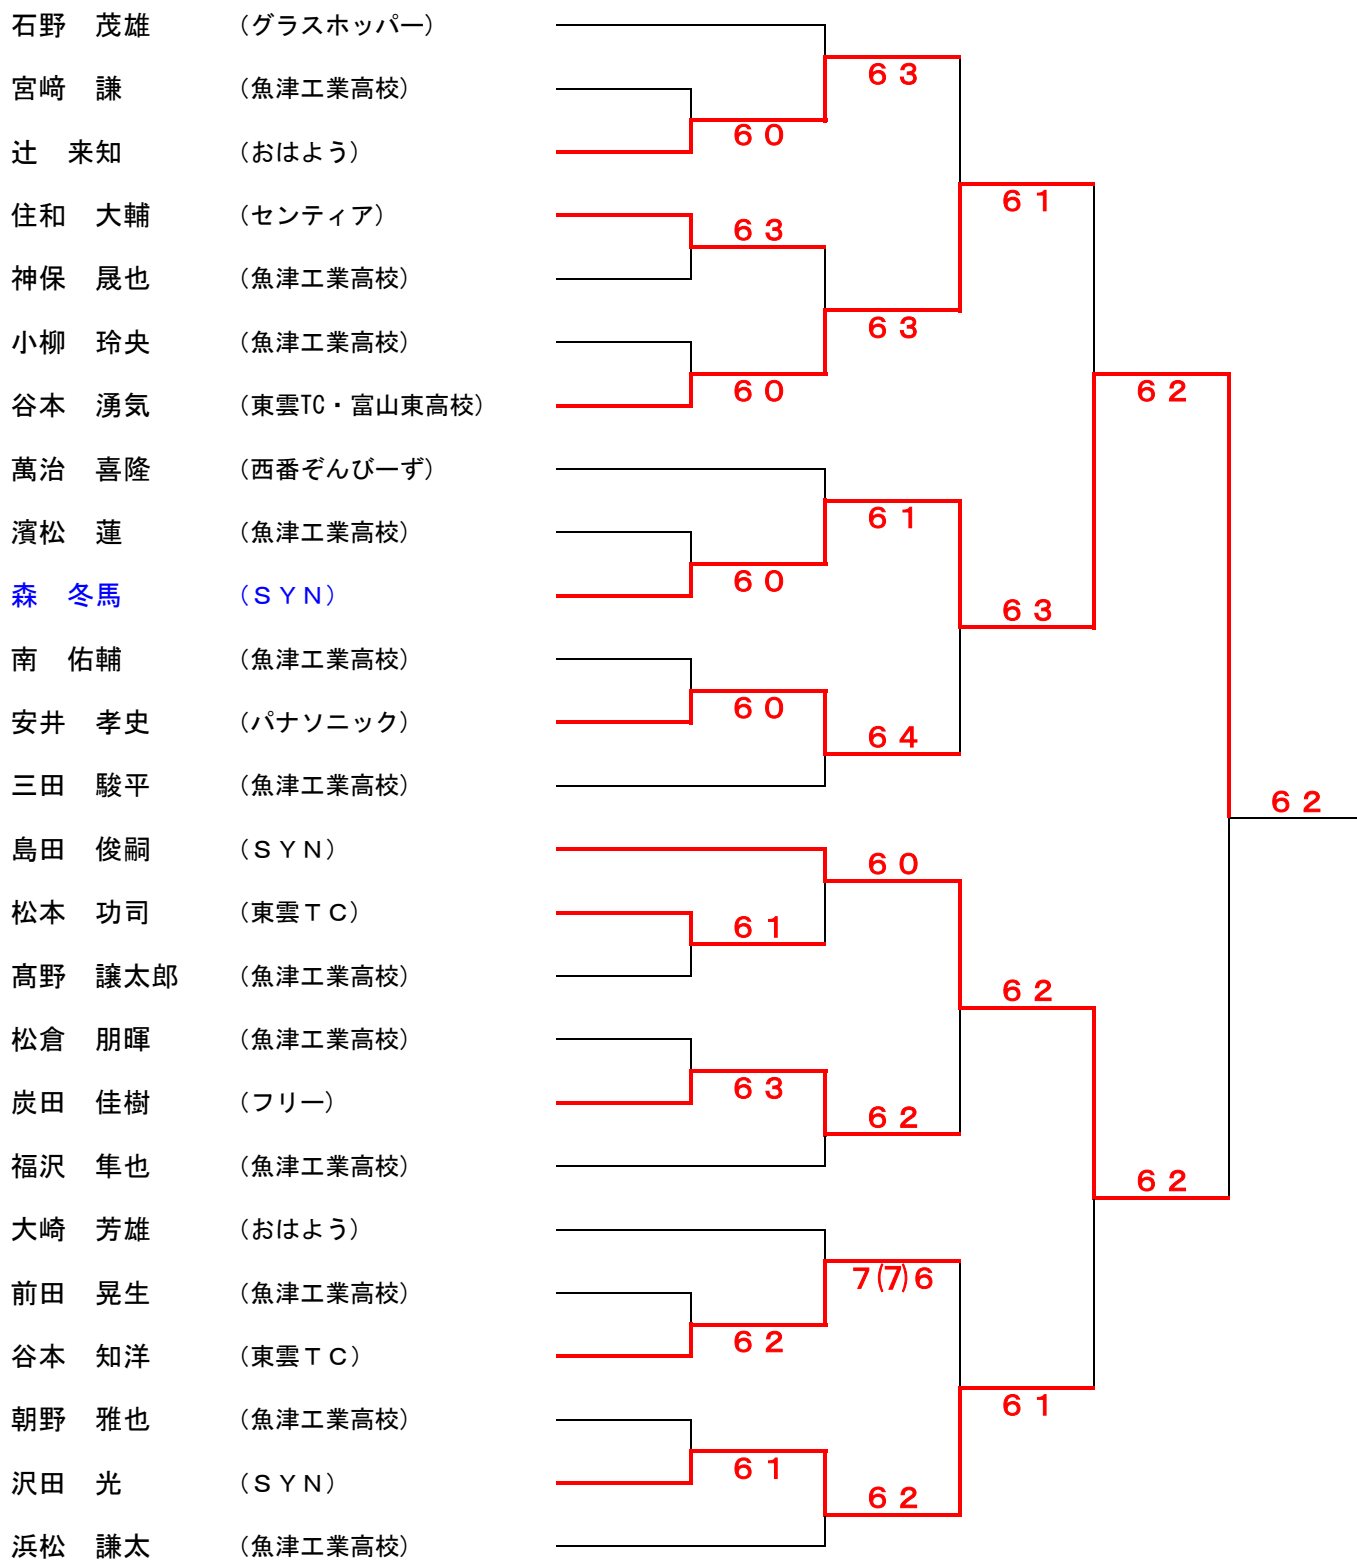 石野　茂雄　（グラスホッパー）
６３
宮﨑　謙　（魚津工業高校）
６０
辻　来知　（おはよう）
６１
住和　大輔　（センティア）
６３
神保　晟也　（魚津工業高校）
６３
小柳　玲央　（魚津工業高校）
６０
谷本　湧気　（東雲TC・富山東高校）
６２
萬治　喜隆　（西番ぞんびーず）
６１
濱松　蓮　（魚津工業高校）
６０
森　冬馬　（ＳＹＮ）
６３
南　佑輔　（魚津工業高校）
６０
安井　孝史　（パナソニック）
６４
三田　駿平　（魚津工業高校）
６２
島田　俊嗣　（ＳＹＮ）
６０
松本　功司　（東雲ＴＣ）
６１
髙野　譲太郎　（魚津工業高校）
６２
松倉　朋暉　（魚津工業高校）
６３
炭田　佳樹　（フリー）
６２
福沢　隼也　（魚津工業高校）
６２
大崎　芳雄　（おはよう）
７(7)６
前田　晃生　（魚津工業高校）
６２
谷本　知洋　（東雲ＴＣ）
６１
朝野　雅也　（魚津工業高校）
６１
沢田　光　（ＳＹＮ）
６２
浜松　謙太　（魚津工業高校）